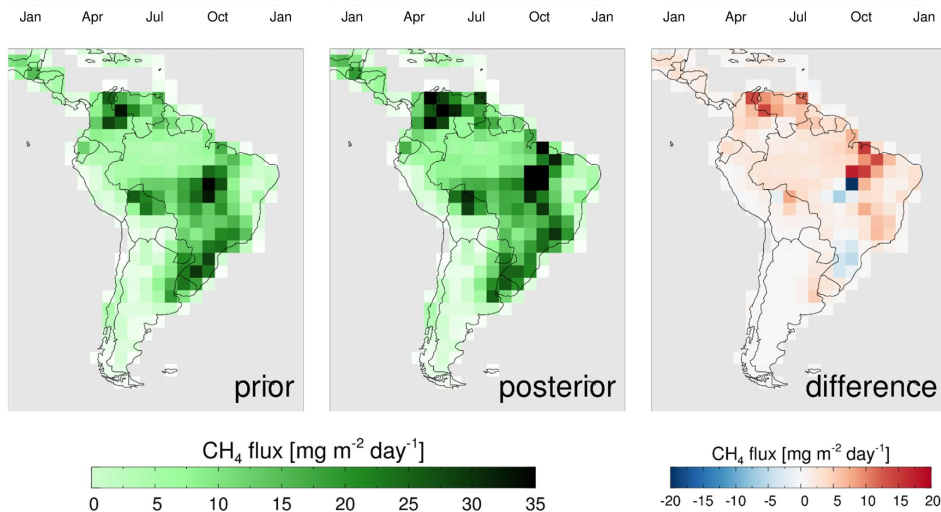 Jan Apr Jul Oct Jan
Jan Apr Jul Oct Jan
Jan Apr Jul Oct Jan
prior
posterior
difference
CH₄ flux [mg m⁻² day⁻¹]
0 5 10 15 20 25 30 35
CH₄ flux [mg m⁻² day⁻¹]
-20 -15 -10 -5 0 5 10 15 20